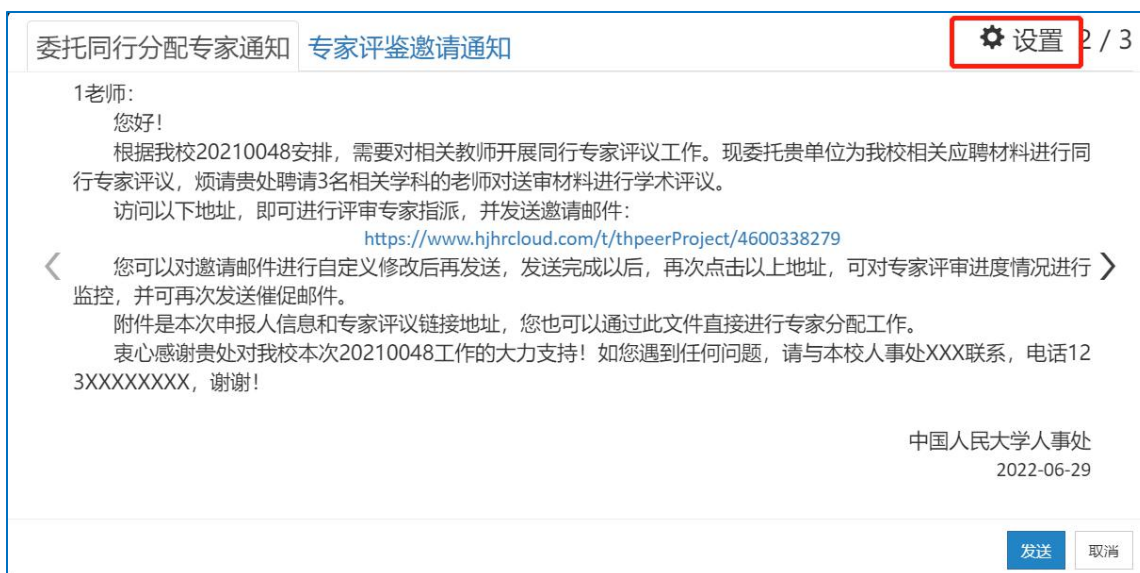 委托同行分配专家通知 专家评鉴邀请通知 设置 2 / 3
1老师：
您好！
根据我校20210048安排，需要对相关教师开展同行专家评议工作。现委托贵单位为我校相关应聘材料进行同
行专家评议，烦请贵处聘请3名相关学科的老师对送审材料进行学术评议。
访问以下地址，即可进行评审专家指派，并发送邀请邮件：
https://www.hjhrcloud.com/t/thpeerProject/4600338279
您可以对邀请邮件进行自定义修改后再发送，发送完成以后，再次点击以上地址，可对专家评审进度情况进行
监控，并可再次发送催促邮件。
附件是本次申报人信息和专家评议链接地址，您也可以通过此文件直接进行专家分配工作。
衷心感谢贵处对我校本次20210048工作的大力支持！如您遇到任何问题，请与本校人事处XXX联系，电话12
3XXXXXXXX，谢谢！
中国人民大学人事处
2022-06-29
发送 取消